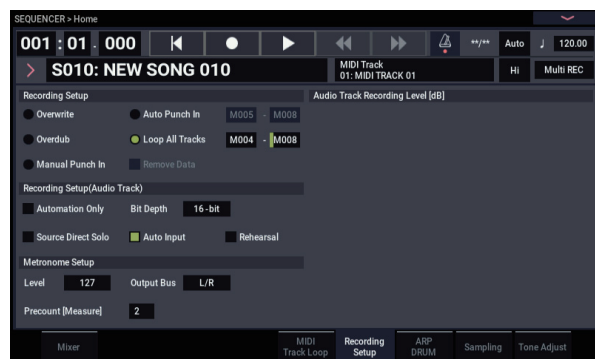 SEQUENCER > Home
001 : 01 . 000 **/** Auto ♩ 120.00
S010: NEW SONG 010 MIDI Track Hi Multi REC
01: MIDI TRACK 01
Recording Setup Audio Track Recording Level [dB]
Overwrite Auto Punch In M005 - M008
Overdub Loop All Tracks M004 - M008
Manual Punch In Remove Data
Recording Setup(Audio Track)
Automation Only Bit Depth 16-bit
Source Direct Solo Auto Input Rehearsal
Metronome Setup
Level 127 Output Bus L/R
Precount [Measure] 2
Mixer MIDI Track Loop Recording Setup ARP DRUM Sampling Tone Adjust